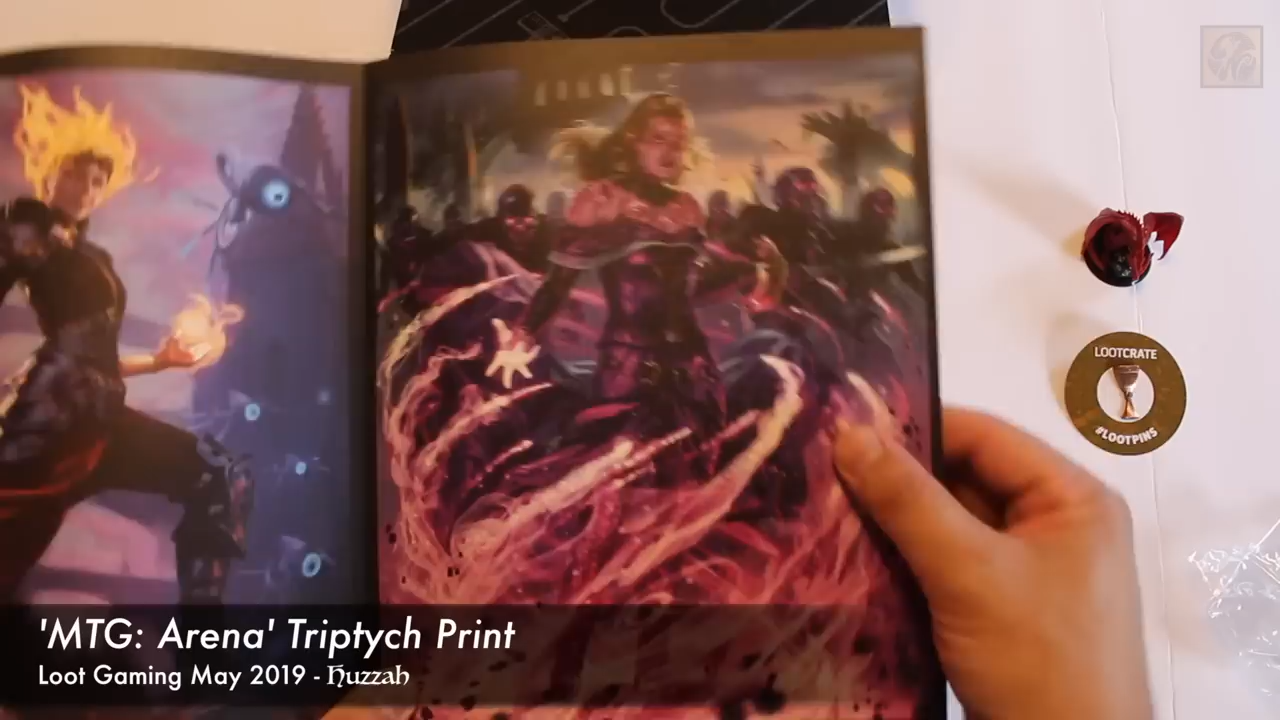 LOOTCRATE
#LOOTPINS
'MTG: Arena' Triptych Print
Loot Gaming May 2019 - Huzzah